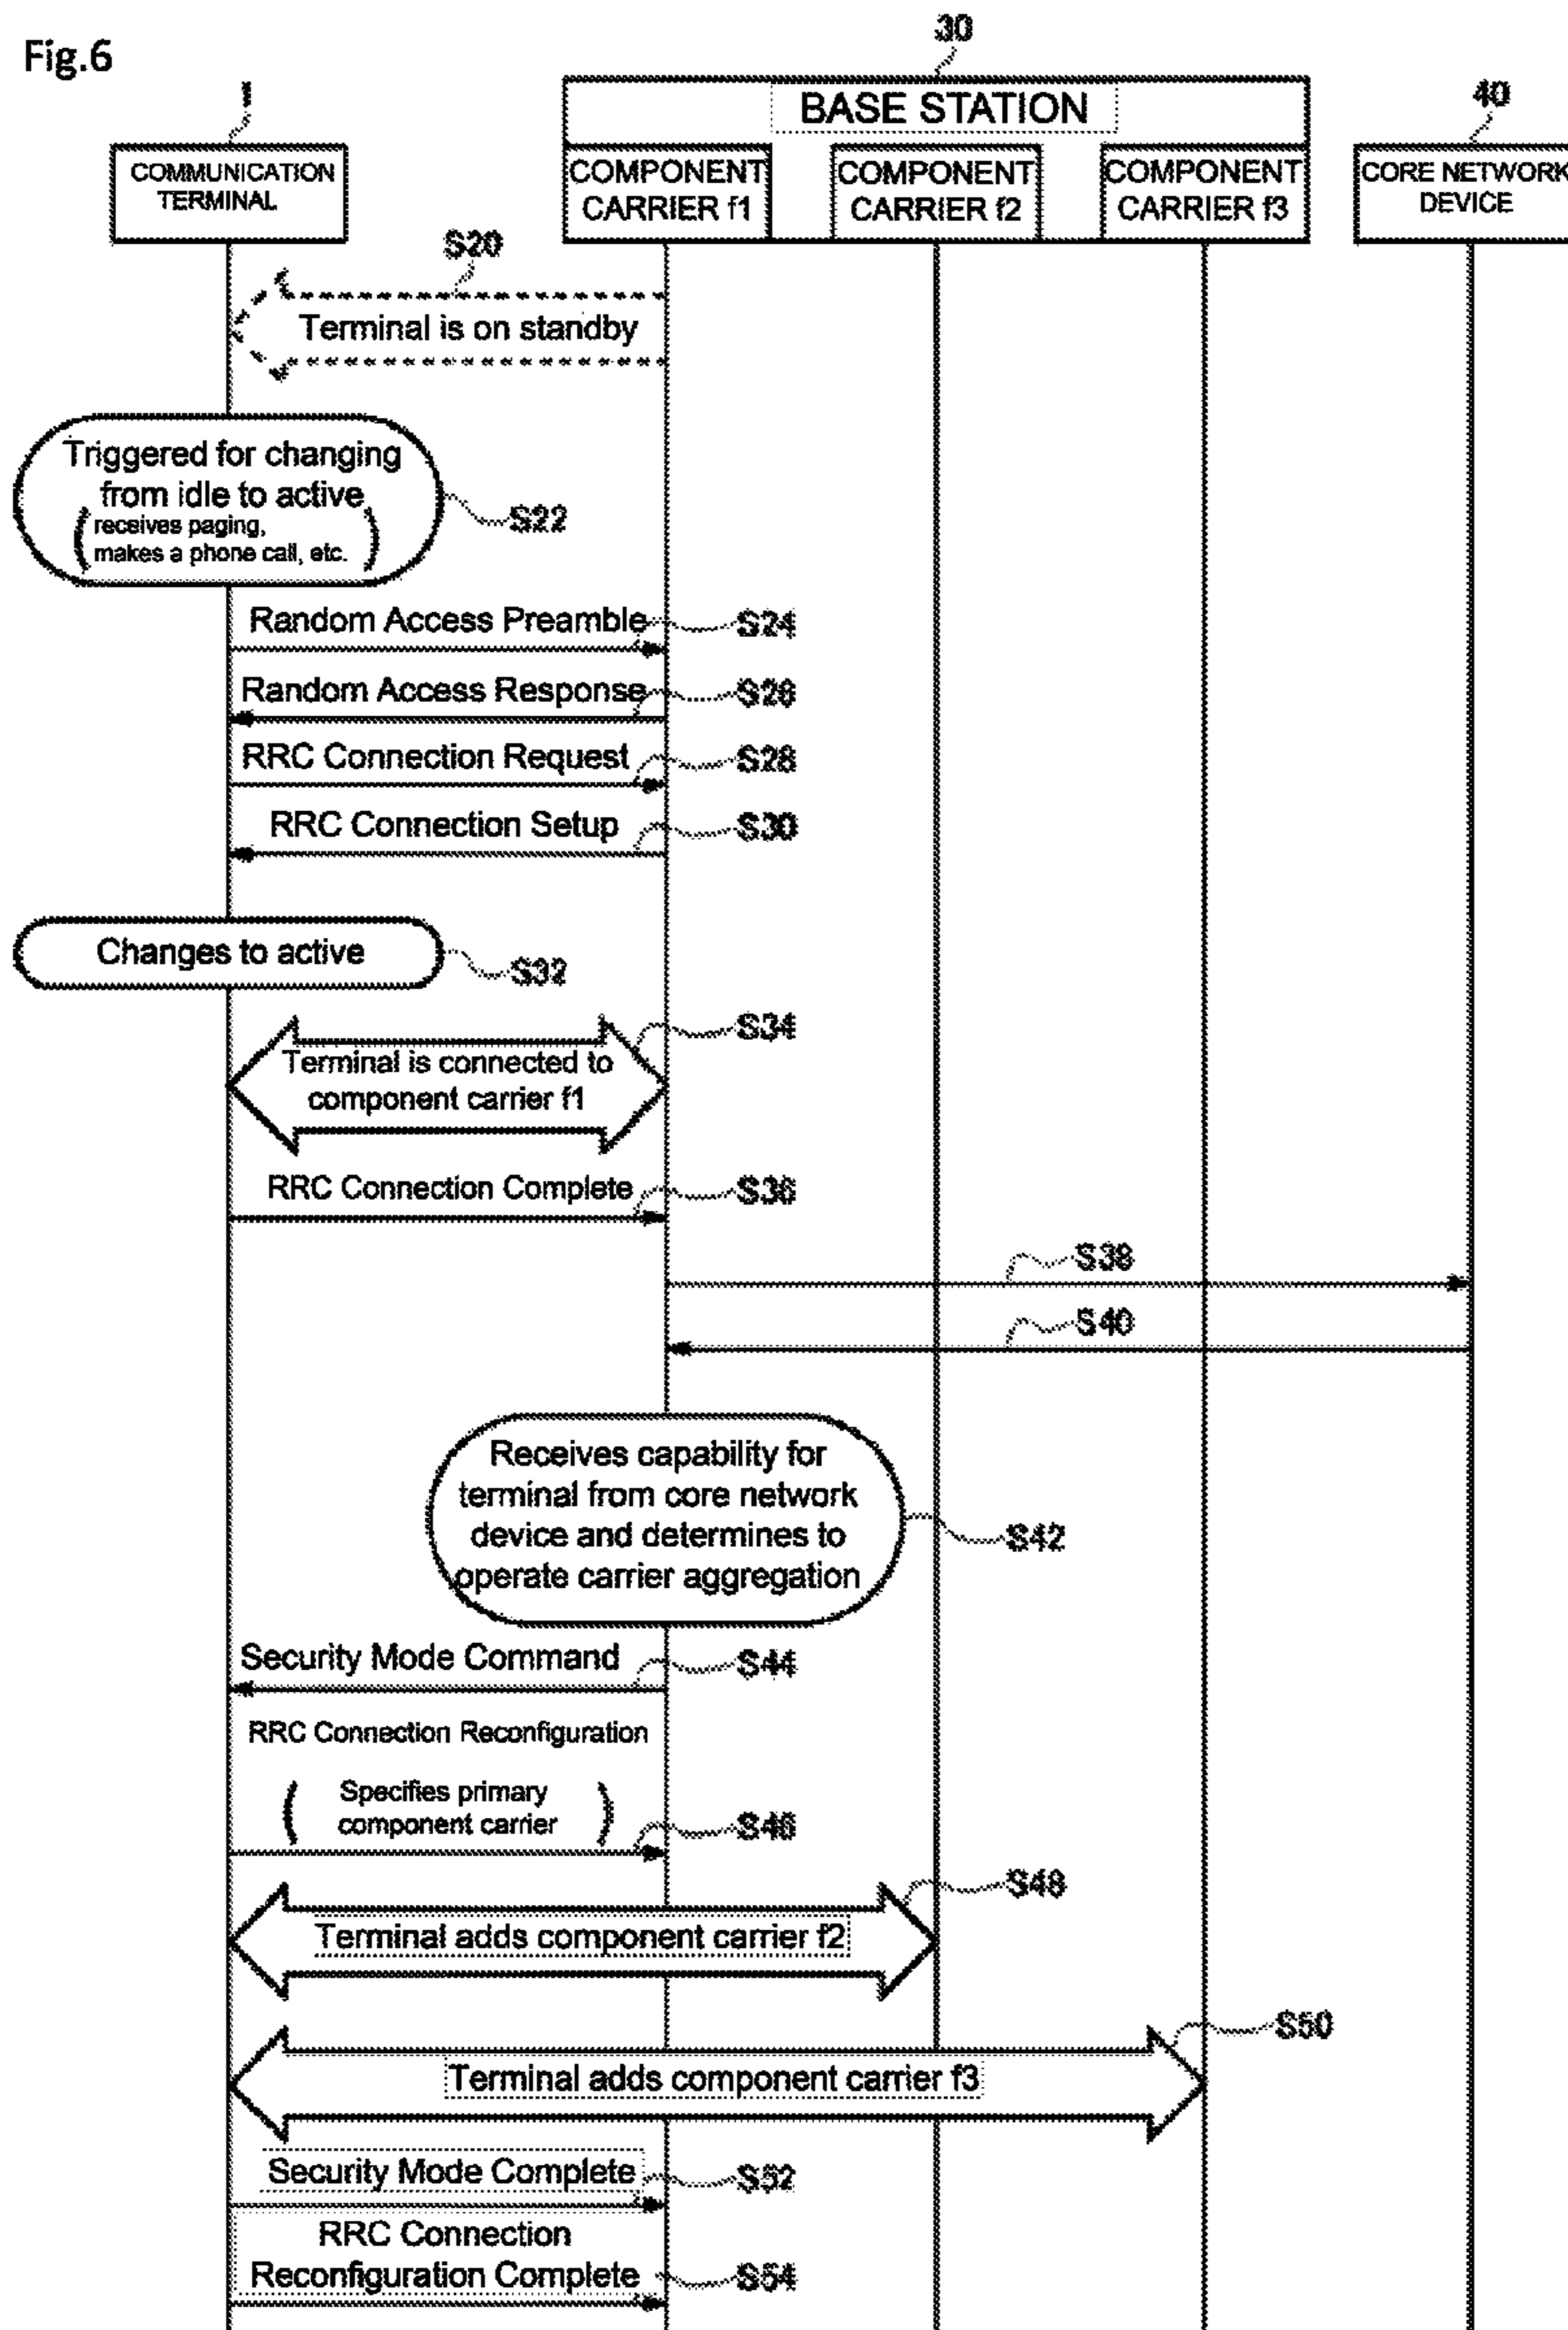 Fig.6
30
BASE STATION
40
1
COMMUNICATION
TERMINAL
COMPONENT
CARRIER f1
COMPONENT
CARRIER f2
COMPONENT
CARRIER f3
CORE NETWORK
DEVICE
S20
Terminal is on standby
Triggered for changing
from idle to active
( receives paging,
makes a phone call, etc. )
S22
Random Access Preamble
S24
Random Access Response
S26
RRC Connection Request
S28
RRC Connection Setup
S30
Changes to active
S32
S34
Terminal is connected to
component carrier f1
RRC Connection Complete
S36
S38
S40
Receives capability for
terminal from core network
device and determines to
operate carrier aggregation
S42
Security Mode Command
S44
RRC Connection Reconfiguration
( Specifies primary
component carrier )
S46
S48
Terminal adds component carrier f2
S50
Terminal adds component carrier f3
Security Mode Complete
S52
RRC Connection
Reconfiguration Complete
S54